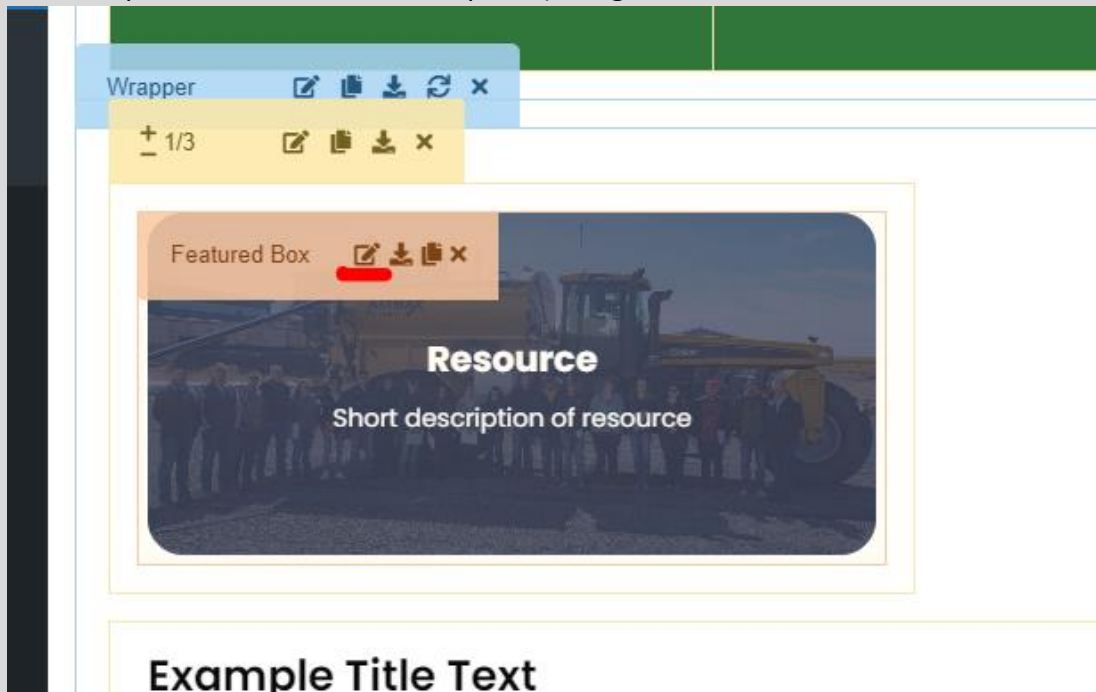 Wrapper
1/3
Featured Box
Resource
Short description of resource
Example Title Text